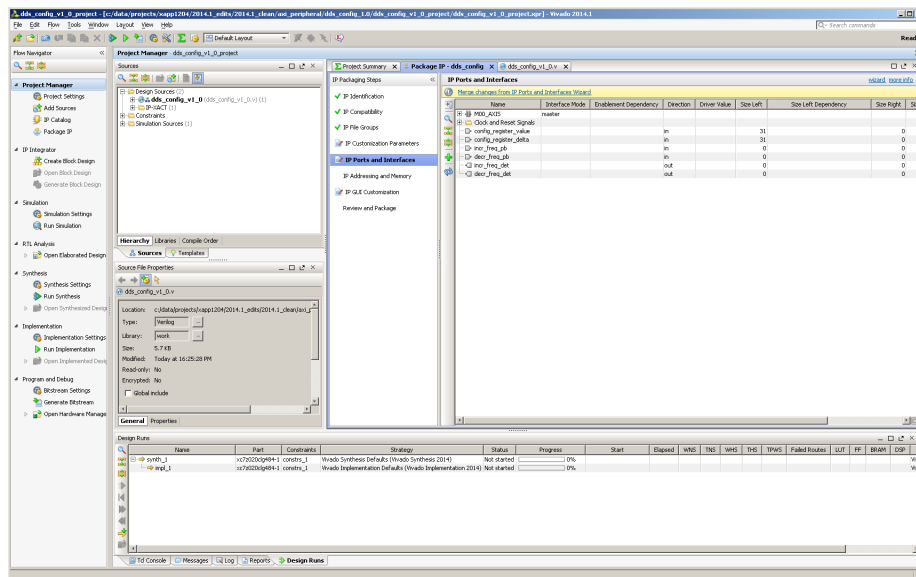 dds_config_v1_0_project - [c:/data/projects/xapp1204/2014.1_edits/2014.1_clean/axi_peripheral/dds_config_1.0/dds_config_v1_0_project/dds_config_v1_0_project.xpr] - Vivado 2014.1
File Edit Flow Tools Window Layout View Help
Search commands
Default Layout
Read
Flow Navigator
Project Manager
Project Settings
Add Sources
IP Catalog
Package IP
IP Integrator
Create Block Design
Open Block Design
Generate Block Design
Simulation
Simulation Settings
Run Simulation
RTL Analysis
Open Elaborated Design
Synthesis
Synthesis Settings
Run Synthesis
Open Synthesized Desig
Implementation
Implementation Settings
Run Implementation
Open Implemented Desig
Program and Debug
Bitstream Settings
Generate Bitstream
Open Hardware Manage
Project Manager - dds_config_v1_0_project
Sources
Design Sources (2)
dds_config_v1_0 (dds_config_v1_0.v) (1)
IP-XACT (1)
Constraints
Simulation Sources (1)
Hierarchy Libraries Compile Order
Sources Templates
Source File Properties
dds_config_v1_0.v
Location: c:/data/projects/xapp1204/2014.1_edits/2014.1_clean/axi_
Type: Verilog
Library: work
Size: 5.7 KB
Modified: Today at 16:25:28 PM
Read-only: No
Encrypted: No
Global include
General Properties
Project Summary Package IP - dds_config dds_config_v1_0.v
IP Packaging Steps
IP Identification
IP Compatibility
IP File Groups
IP Customization Parameters
IP Ports and Interfaces
IP Addressing and Memory
IP GUI Customization
Review and Package
IP Ports and Interfaces wizard more info
Merge changes from IP Ports and Interfaces Wizard
Name Interface Mode Enablement Dependency Direction Driver Value Size Left Size Left Dependency Size Right
M00_AXIS master
Clock and Reset Signals
config_register_value in 31 0
config_register_delta in 31 0
incr_freq_pb in 0 0
decr_freq_pb in 0 0
incr_freq_det out 0 0
decr_freq_det out 0 0
Design Runs
Name Part Constraints Strategy Status Progress Start Elapsed WNS TNS WHS THS TPWS Failed Routes LUT FF BRAM DSP
synth_1 xc7z020clg484-1 constrs_1 Vivado Synthesis Defaults (Vivado Synthesis 2014) Not started 0%
impl_1 xc7z020clg484-1 constrs_1 Vivado Implementation Defaults (Vivado Implementation 2014) Not started 0%
Tcl Console Messages Log Reports Design Runs